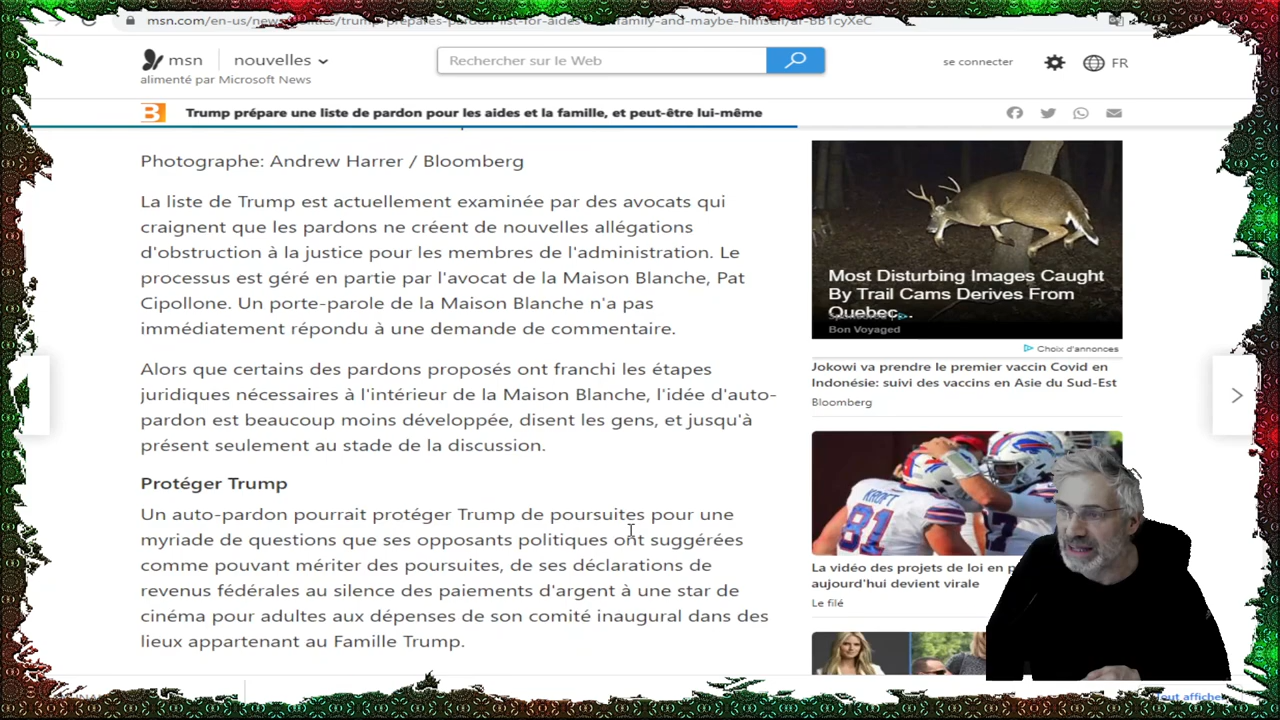 msn.com/en-us/news/politics/trump-prepares-pardon-list-for-aides-and-family-and-maybe-himself/ar-BB1cyXeC
msn
nouvelles
Rechercher sur le Web
se connecter
FR
alimenté par Microsoft News
B
Trump prépare une liste de pardon pour les aides et la famille, et peut-être lui-même
Photographe: Andrew Harrer / Bloomberg
La liste de Trump est actuellement examinée par des avocats qui
craignent que les pardons ne créent de nouvelles allégations
d'obstruction à la justice pour les membres de l'administration. Le
processus est géré en partie par l'avocat de la Maison Blanche, Pat
Cipollone. Un porte-parole de la Maison Blanche n'a pas
immédiatement répondu à une demande de commentaire.
Alors que certains des pardons proposés ont franchi les étapes
juridiques nécessaires à l'intérieur de la Maison Blanche, l'idée d'auto-
pardon est beaucoup moins développée, disent les gens, et jusqu'à
présent seulement au stade de la discussion.
Protéger Trump
Un auto-pardon pourrait protéger Trump de poursuites pour une
myriade de questions que ses opposants politiques ont suggérées
comme pouvant mériter des poursuites, de ses déclarations de
revenus fédérales au silence des paiements d'argent à une star de
cinéma pour adultes aux dépenses de son comité inaugural dans des
lieux appartenant au Famille Trump.
Most Disturbing Images Caught
By Trail Cams Derives From
Quebec...
Bon Voyaged
Choix d'annonces
Jokowi va prendre le premier vaccin Covid en
Indonésie: suivi des vaccins en Asie du Sud-Est
Bloomberg
KROFT
81
La vidéo des projets de loi en
aujourd'hui devient virale
Le filé